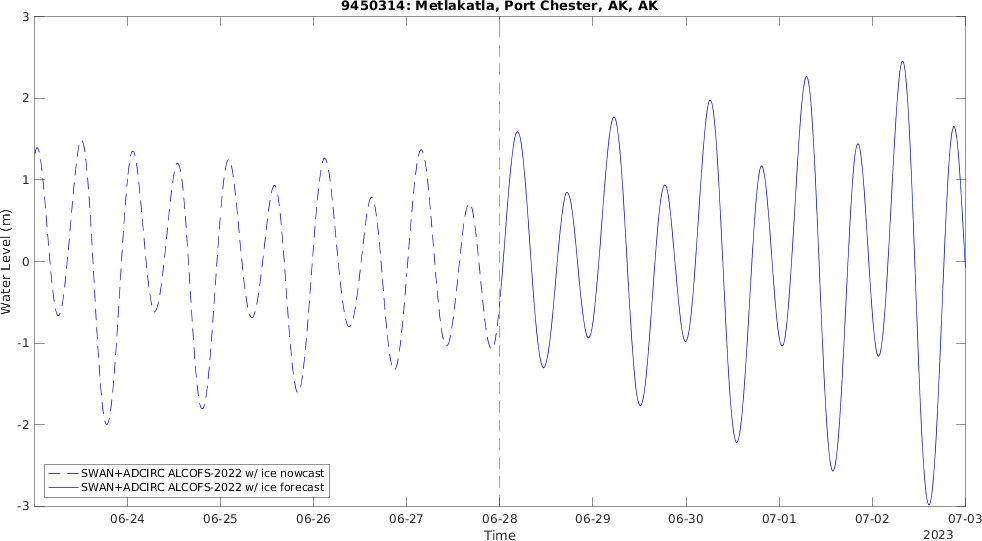 9450314: Metlakatla, Port Chester, AK, AK
3
2
1
0
-1
-2
-3
Water Level (m)
SWAN+ADCIRC ALCOFS-2022 w/ ice nowcast
SWAN+ADCIRC ALCOFS-2022 w/ ice forecast
06-24 06-25 06-26 06-27 06-28 06-29 06-30 07-01 07-02 07-03
Time
2023